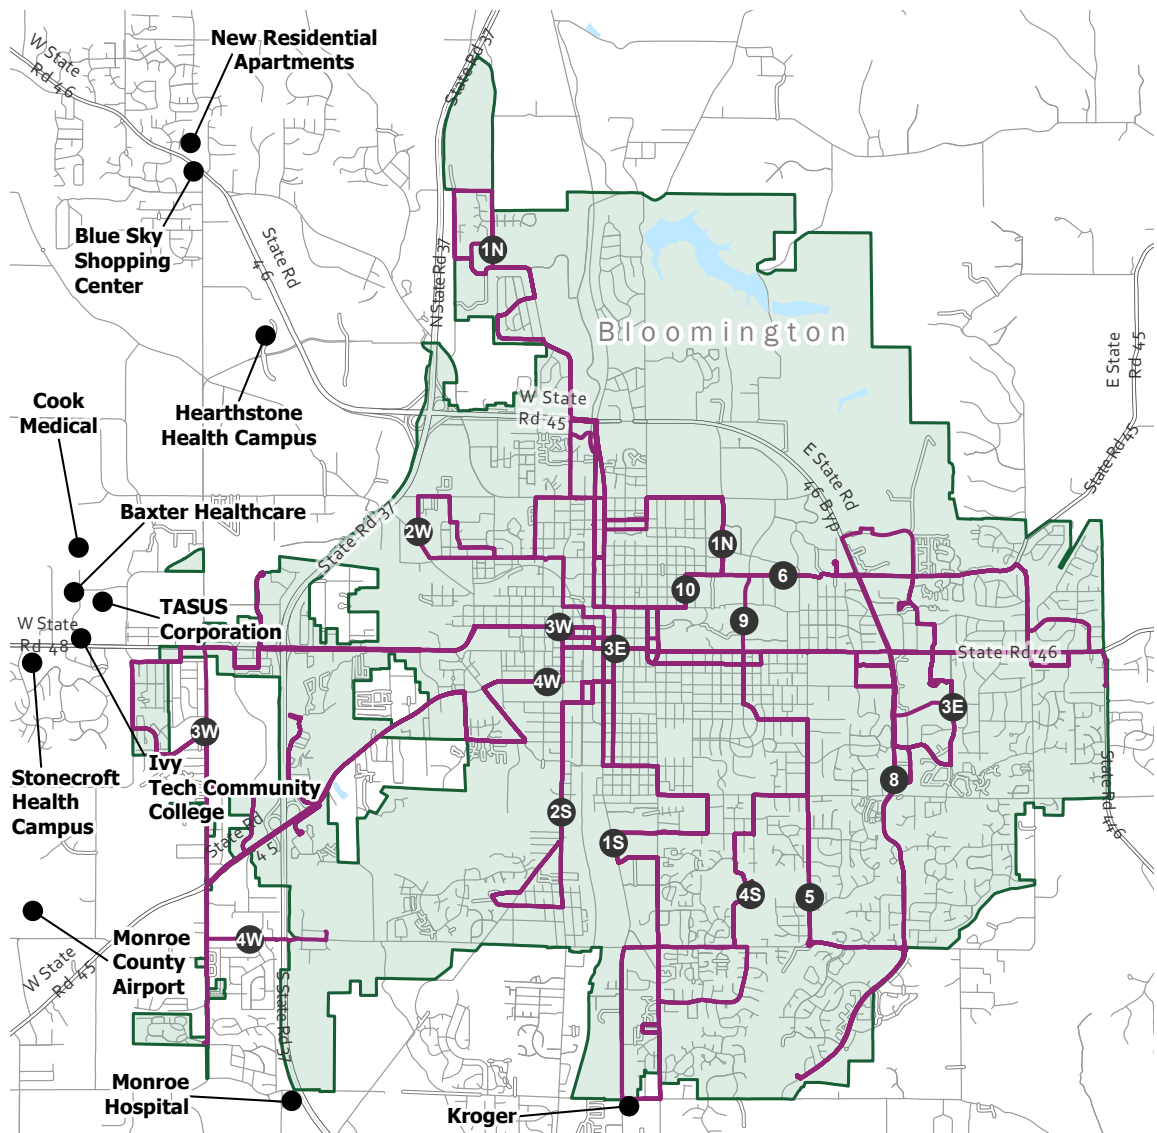 New Residential
Apartments
W State
Rd 46
State Rd 37
Blue Sky
Shopping
Center
State Rd
46
N State Rd 37
1N
Bloomington
E State
Rd 45
Hearthstone
Health Campus
Cook
Medical
W State
Rd 45
E State Rd
46 Byp
State Rd 45
Baxter Healthcare
State Rd 37
2W
1N
6
10
9
TASUS
Corporation
W State
Rd 48
3W
3E
State Rd 46
4W
3E
3W
Stonecroft
Health
Campus
Ivy
Tech Community
College
8
State Rd 446
2S
State Rd
45
1S
4S
5
Monroe
County
Airport
4W
W State
Rd 45
S State Rd 37
Monroe
Hospital
Kroger